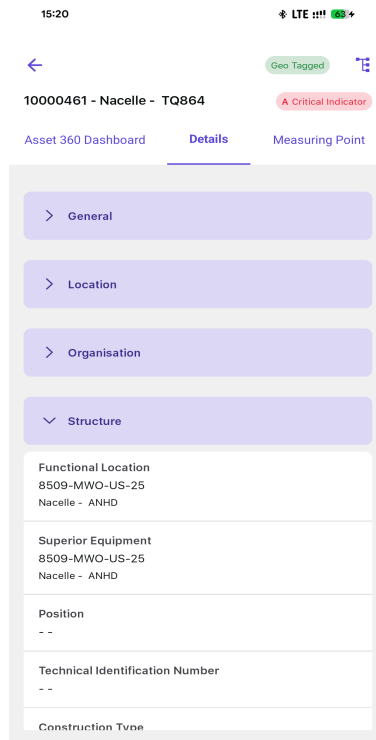 15:20
LTE 63
Geo Tagged
10000461 - Nacelle - TQ864
A Critical Indicator
Asset 360 Dashboard Details Measuring Point
General
Location
Organisation
Structure
Functional Location
8509-MWO-US-25
Nacelle - ANHD
Superior Equipment
8509-MWO-US-25
Nacelle - ANHD
Position
- -
Technical Identification Number
- -
Construction Type